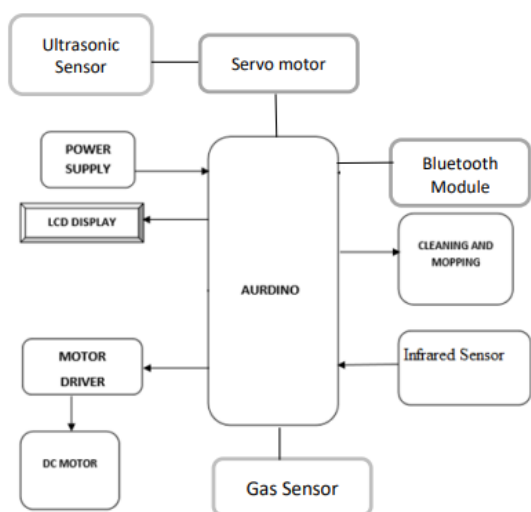 Ultrasonic
Sensor
Servo motor
POWER
SUPPLY
Bluetooth
Module
LCD DISPLAY
CLEANING AND
MOPPING
AURDINO
MOTOR
DRIVER
Infrared Sensor
DC MOTOR
Gas Sensor